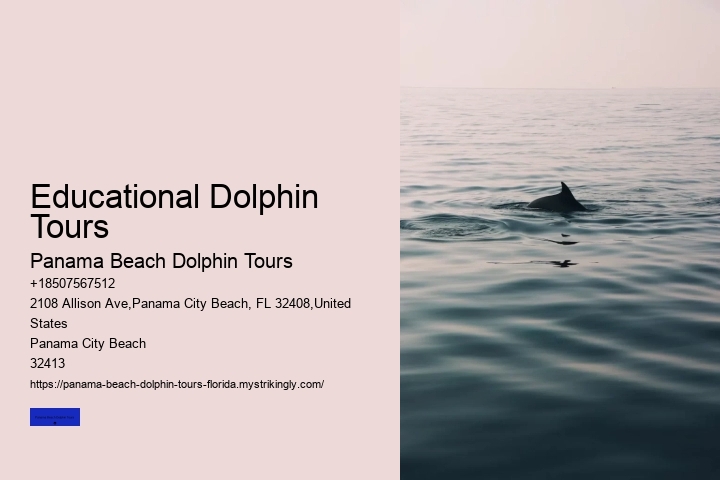 Educational Dolphin
Tours
Panama Beach Dolphin Tours
+18507567512
2108 Allison Ave,Panama City Beach, FL 32408,United
States
Panama City Beach
32413
https://panama-beach-dolphin-tours-florida.mystrikingly.com/